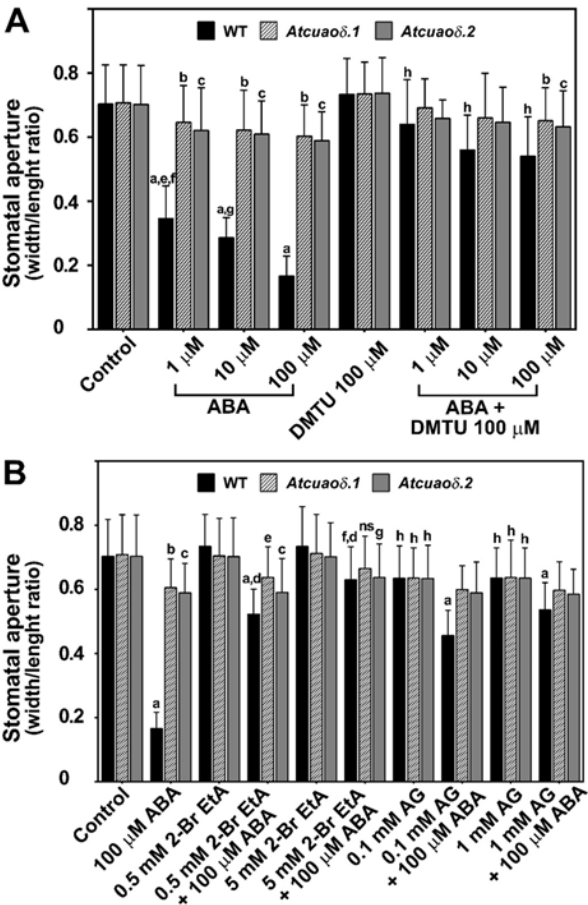 A
WT Atcuaoδ.1 Atcuaoδ.2
Stomatal aperture
(width/lenght ratio)
0.8
0.6
0.4
0.2
0
a,e,f b c
a,g b c
a b c
h
h
h b c
Control
1 μM
10 μM
100 μM
DMTU 100 μM
1 μM
10 μM
100 μM
ABA
ABA +
DMTU 100 μM
B
WT Atcuaoδ.1 Atcuaoδ.2
Stomatal aperture
(width/lenght ratio)
0.8
0.6
0.4
0.2
0
a b c
a,d e c
f,d ns g
h h h
a
h h h
a
Control
100 μM ABA
0.5 mM 2-Br EtA
0.5 mM 2-Br EtA
+ 100 μM ABA
5 mM 2-Br EtA
5 mM 2-Br EtA
+ 100 μM ABA
0.1 mM AG
0.1 mM AG
+ 100 μM ABA
1 mM AG
1 mM AG
+ 100 μM ABA